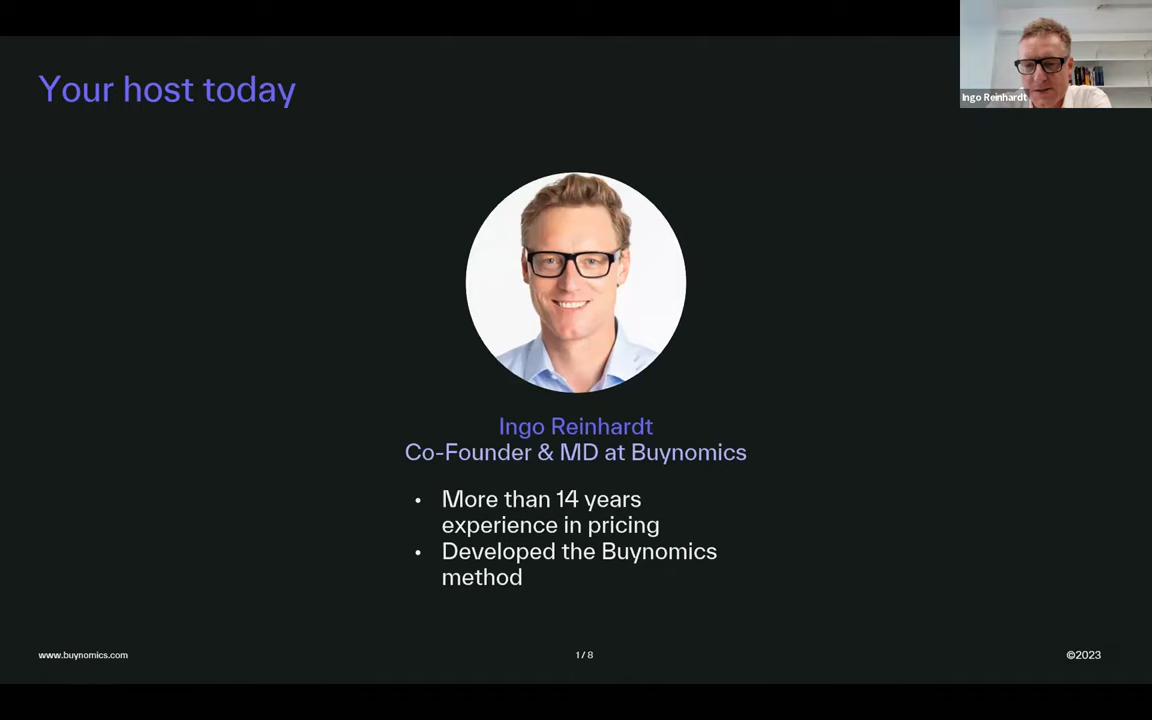 Your host today
Ingo Reinhardt
Ingo Reinhardt
Co-Founder & MD at Buynomics
• More than 14 years
experience in pricing
• Developed the Buynomics
method
www.buynomics.com
1 / 8
©2023